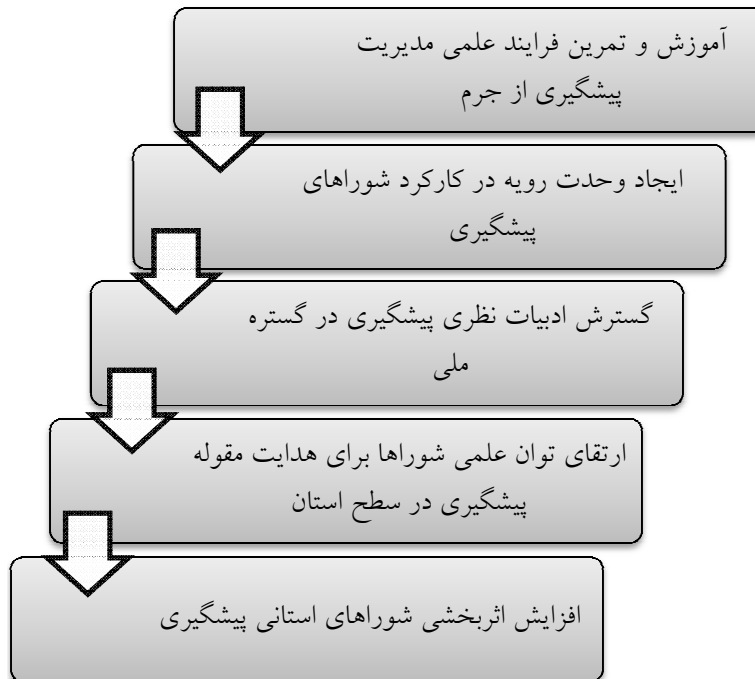 آموزش و تمرین فرایند علمی مدیریت
پیشگیری از جرم
ایجاد وحدت رویه در کارکرد شوراهای
پیشگیری
گسترش ادبیات نظری پیشگیری در گستره
ملی
ارتقای توان علمی شوراها برای هدایت مقوله
پیشگیری در سطح استان
افزایش اثربخشی شوراهای استانی پیشگیری